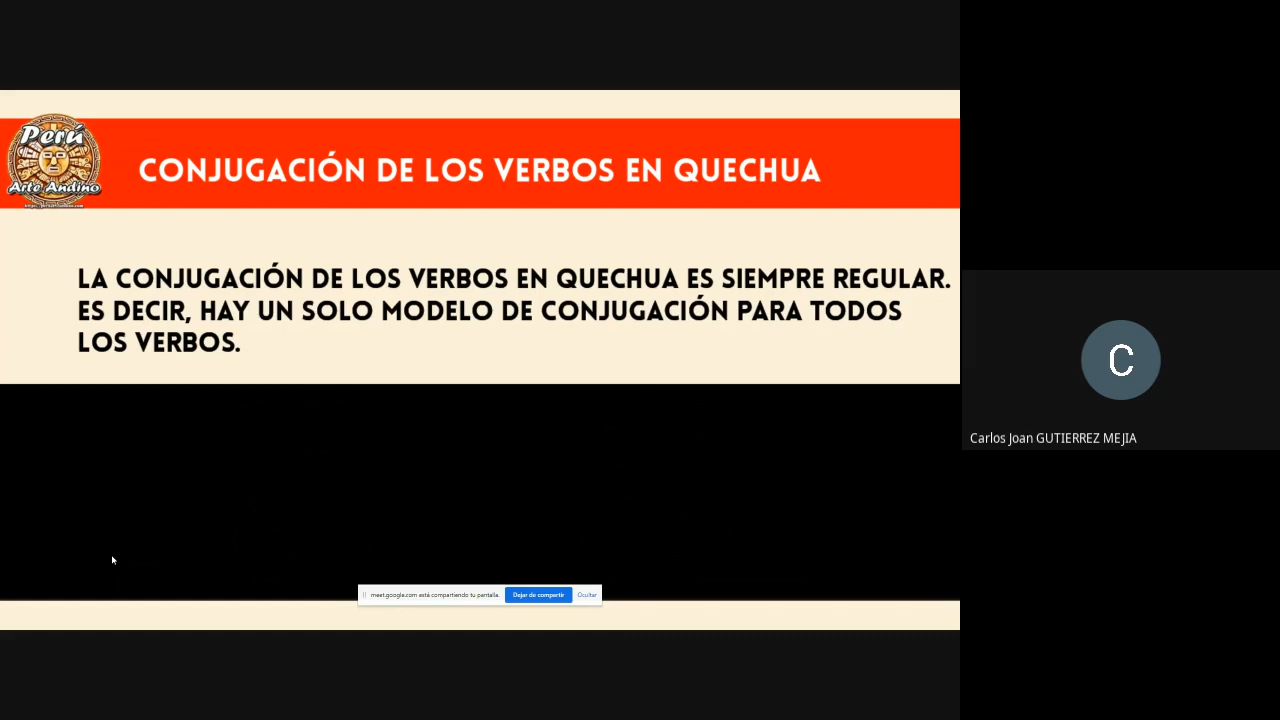 Perú
Arte Andino
CONJUGACIÓN DE LOS VERBOS EN QUECHUA
LA CONJUGACIÓN DE LOS VERBOS EN QUECHUA ES SIEMPRE REGULAR.
ES DECIR, HAY UN SOLO MODELO DE CONJUGACIÓN PARA TODOS
LOS VERBOS.
C
Carlos Joan GUTIERREZ MEJIA
meet.google.com está compartiendo tu pantalla.
Dejar de compartir
Ocultar